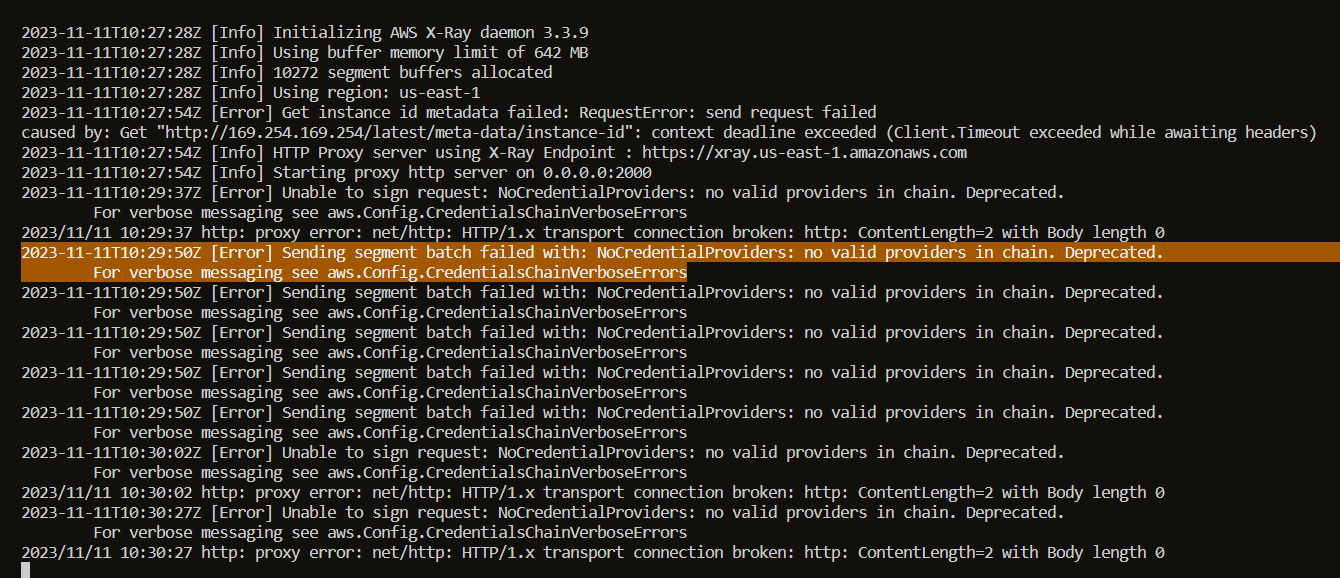 2023-11-11T10:27:28Z [Info] Initializing AWS X-Ray daemon 3.3.9
2023-11-11T10:27:28Z [Info] Using buffer memory limit of 642 MB
2023-11-11T10:27:28Z [Info] 10272 segment buffers allocated
2023-11-11T10:27:28Z [Info] Using region: us-east-1
2023-11-11T10:27:54Z [Error] Get instance id metadata failed: RequestError: send request failed
caused by: Get "http://169.254.169.254/latest/meta-data/instance-id": context deadline exceeded (Client.Timeout exceeded while awaiting headers)
2023-11-11T10:27:54Z [Info] HTTP Proxy server using X-Ray Endpoint : https://xray.us-east-1.amazonaws.com
2023-11-11T10:27:54Z [Info] Starting proxy http server on 0.0.0.0:2000
2023-11-11T10:29:37Z [Error] Unable to sign request: NoCredentialProviders: no valid providers in chain. Deprecated.
For verbose messaging see aws.Config.CredentialsChainVerboseErrors
2023/11/11 10:29:37 http: proxy error: net/http: HTTP/1.x transport connection broken: http: ContentLength=2 with Body length 0
2023-11-11T10:29:50Z [Error] Sending segment batch failed with: NoCredentialProviders: no valid providers in chain. Deprecated.
For verbose messaging see aws.Config.CredentialsChainVerboseErrors
2023-11-11T10:29:50Z [Error] Sending segment batch failed with: NoCredentialProviders: no valid providers in chain. Deprecated.
For verbose messaging see aws.Config.CredentialsChainVerboseErrors
2023-11-11T10:29:50Z [Error] Sending segment batch failed with: NoCredentialProviders: no valid providers in chain. Deprecated.
For verbose messaging see aws.Config.CredentialsChainVerboseErrors
2023-11-11T10:29:50Z [Error] Sending segment batch failed with: NoCredentialProviders: no valid providers in chain. Deprecated.
For verbose messaging see aws.Config.CredentialsChainVerboseErrors
2023-11-11T10:29:50Z [Error] Sending segment batch failed with: NoCredentialProviders: no valid providers in chain. Deprecated.
For verbose messaging see aws.Config.CredentialsChainVerboseErrors
2023-11-11T10:30:02Z [Error] Unable to sign request: NoCredentialProviders: no valid providers in chain. Deprecated.
For verbose messaging see aws.Config.CredentialsChainVerboseErrors
2023/11/11 10:30:02 http: proxy error: net/http: HTTP/1.x transport connection broken: http: ContentLength=2 with Body length 0
2023-11-11T10:30:27Z [Error] Unable to sign request: NoCredentialProviders: no valid providers in chain. Deprecated.
For verbose messaging see aws.Config.CredentialsChainVerboseErrors
2023/11/11 10:30:27 http: proxy error: net/http: HTTP/1.x transport connection broken: http: ContentLength=2 with Body length 0